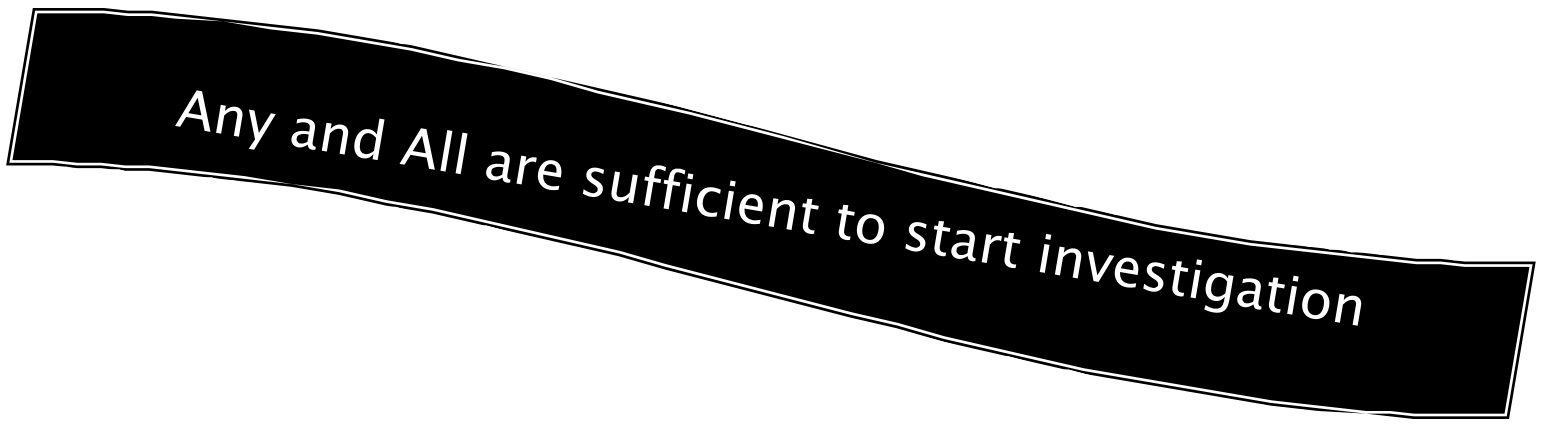 Any and All are sufficient to start investigation